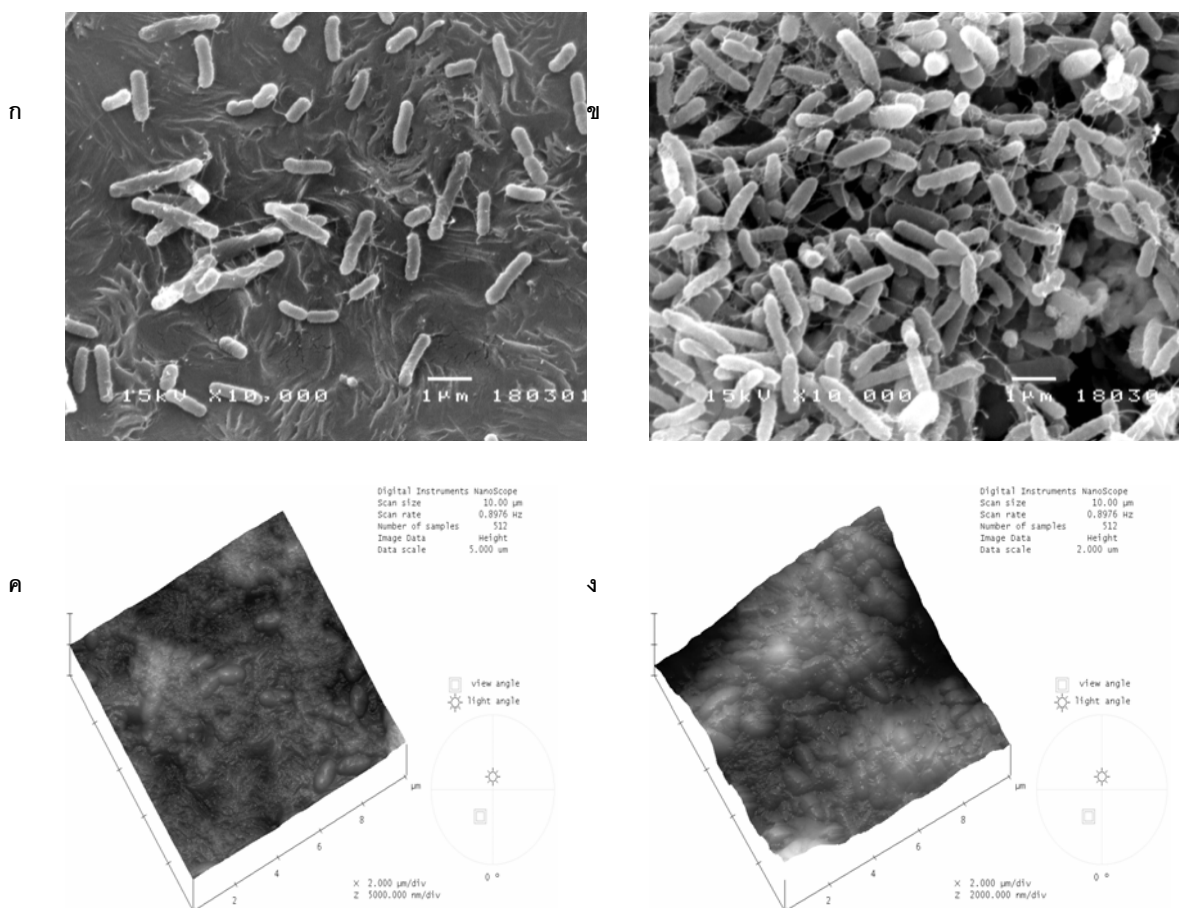 ก
15kV X10,000 1µm 180301
ข
15kV X10,000 1µm 18030
ค
Digital Instruments NanoScope
Scan size 10.00 µm
Scan rate 0.8976 Hz
Number of samples 512
Image Data Height
Data scale 5.000 um
view angle
light angle
µm
8
6
4
2
X 2.000 µm/div
Z 5000.000 nm/div
0 °
ง
Digital Instruments NanoScope
Scan size 10.00 µm
Scan rate 0.8976 Hz
Number of samples 512
Image Data Height
Data scale 2.000 um
view angle
light angle
µm
8
6
4
2
X 2.000 µm/div
Z 2000.000 nm/div
0 °